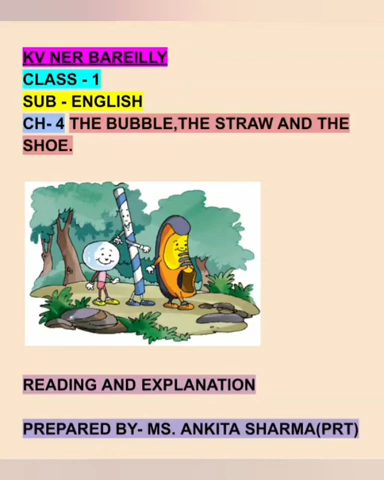 KV NER BAREILLY
CLASS - 1
SUB - ENGLISH
CH- 4 THE BUBBLE,THE STRAW AND THE
SHOE.
READING AND EXPLANATION
PREPARED BY- MS. ANKITA SHARMA(PRT)